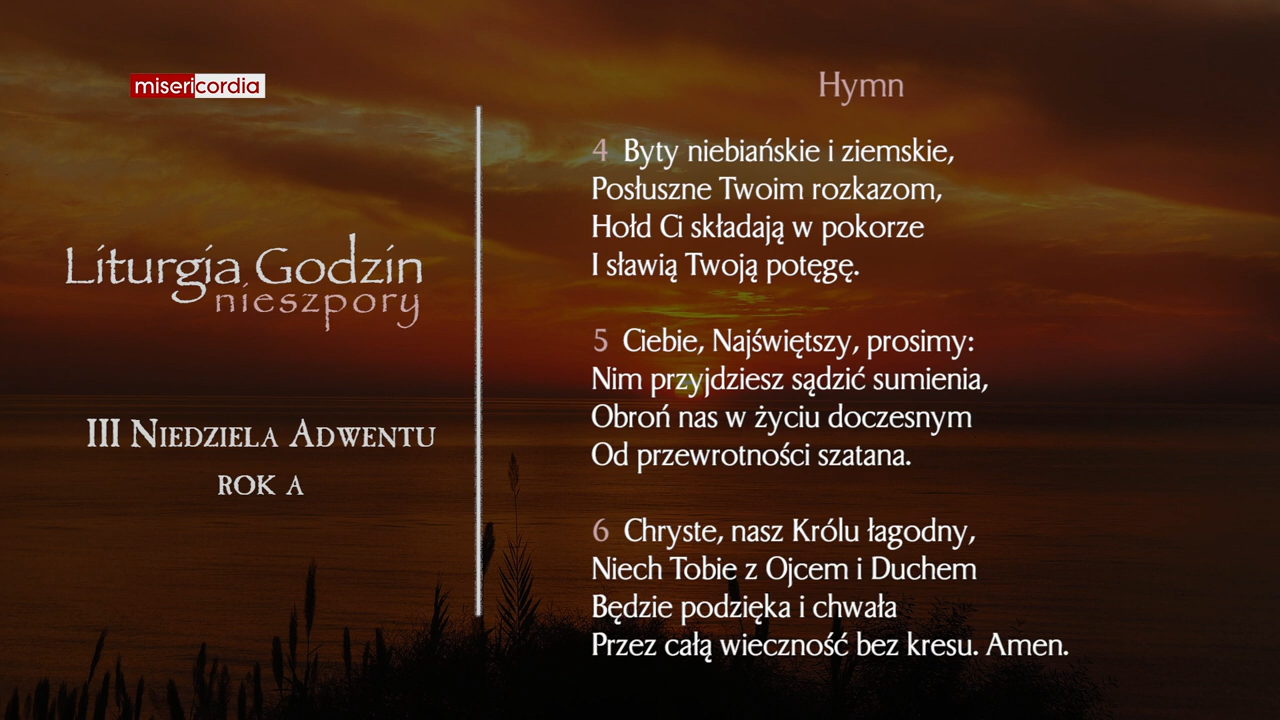 misericordia
Liturgia Godzin
nieszpory
III Niedziela Adwentu
rok A
Hymn
4 Byty niebiańskie i ziemskie,
Posłuszne Twoim rozkazom,
Hołd Ci składają w pokorze
I sławią Twoją potęgę.
5 Ciebie, Najświętszy, prosimy:
Nim przyjdziesz sądzić sumienia,
Obroń nas w życiu doczesnym
Od przewrotności szatana.
6 Chryste, nasz Królu łagodny,
Niech Tobie z Ojcem i Duchem
Będzie podzięka i chwała
Przez całą wieczność bez kresu. Amen.